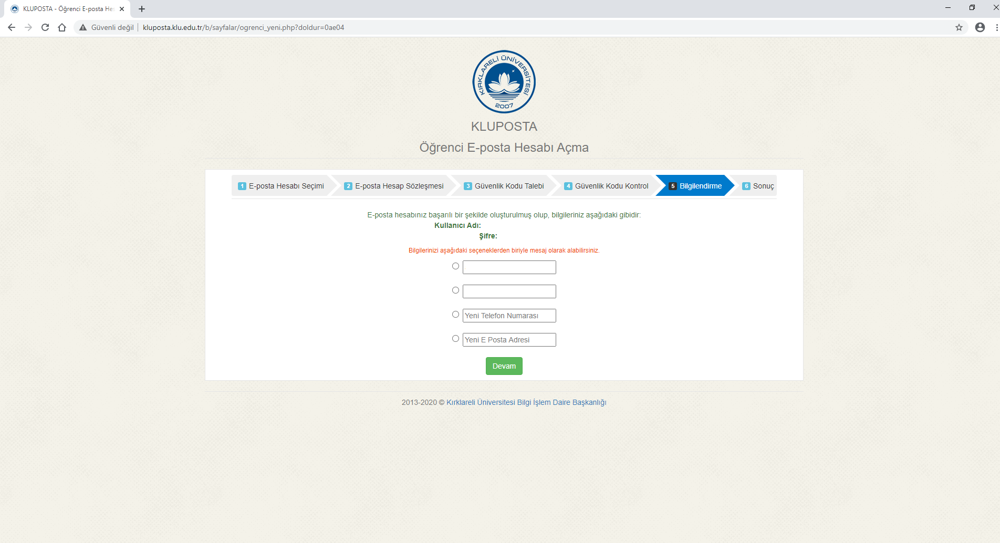 KLUPOSTA - Öğrenci E-posta Hes
Güvenli değil
kluposta.klu.edu.tr/b/sayfalar/ogrenci_yeni.php?doldur=0ae04
KIRKLARELİ ÜNİVERSİTESİ
2007
KLUPOSTA
Öğrenci E-posta Hesabı Açma
1 E-posta Hesabı Seçimi 2 E-posta Hesap Sözleşmesi 3 Güvenlik Kodu Talebi 4 Güvenlik Kodu Kontrol 5 Bilgilendirme 6 Sonuç
E-posta hesabınız başarılı bir şekilde oluşturulmuş olup, bilgileriniz aşağıdaki gibidir:
Kullanıcı Adı:
Şifre:
Bilgilerinizi aşağıdaki seçeneklerden biriyle mesaj olarak alabilirsiniz.
Yeni Telefon Numarası
Yeni E Posta Adresi
Devam
2013-2020 © Kırklareli Üniversitesi Bilgi İşlem Daire Başkanlığı